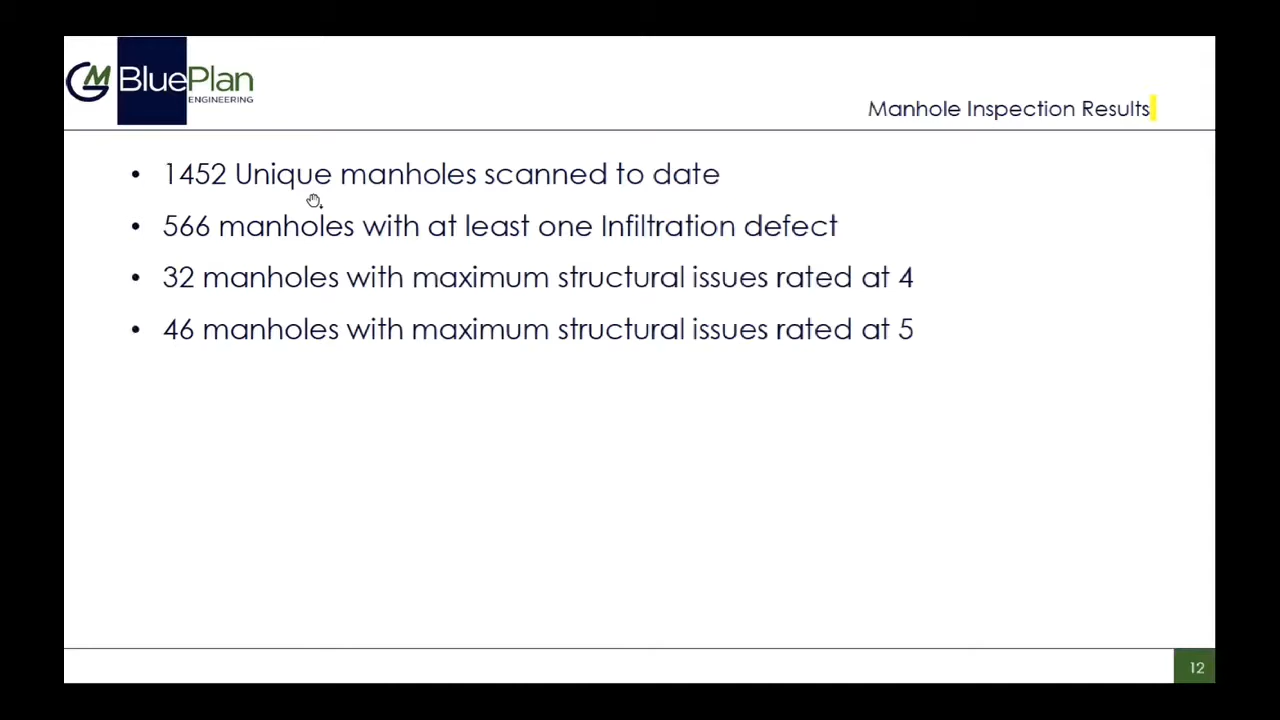 GM BluePlan
ENGINEERING
Manhole Inspection Results
• 1452 Unique manholes scanned to date
• 566 manholes with at least one Infiltration defect
• 32 manholes with maximum structural issues rated at 4
• 46 manholes with maximum structural issues rated at 5
12